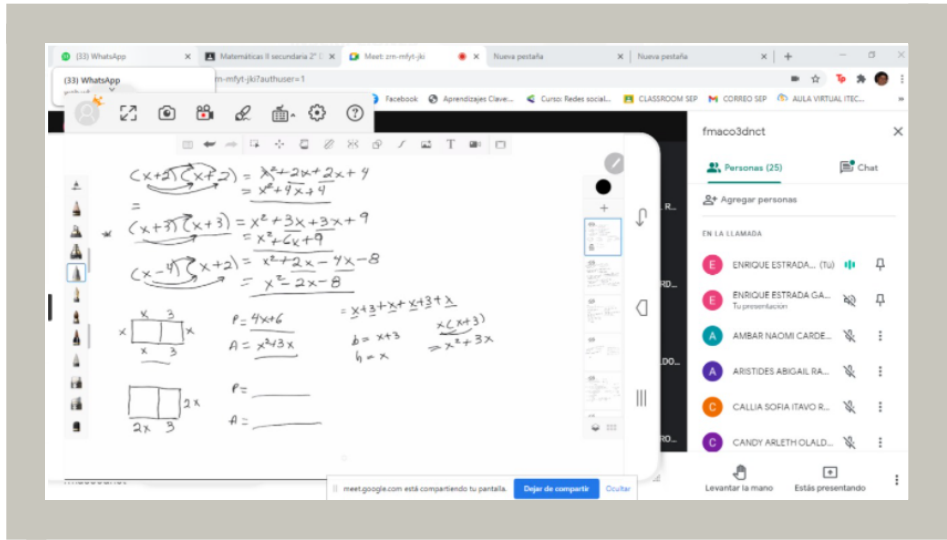 (33) WhatsApp
Matemáticas II secundaria 2°
Meet: zrn-mfyt-jki
Nueva pestaña
Nueva pestaña
(33) WhatsApp
m-mfyt-jki?authuser=1
Facebook
Aprendizajes Clave...
Curso: Redes social...
CLASSROOM SEP
CORREO SEP
AULA VIRTUAL ITEC...
(x+2)(x+2) = x²+2x+2x+4
= x²+4x+4
=
* (x+3)(x+3) = x²+3x+3x+9
= x²+6x+9
(x-4)(x+2) = x²+2x-4x-8
= x²-2x-8
x 3
x x
x 3
P= 4x+6
A= x²+3x
= x+3+x+x+3+x
b= x+3
h= x
x(x+3)
= x²+3x
2x
2x 3
P=
A=
R...
RD...
DO...
RO...
fmaco3dnct
Personas (25)
Chat
Agregar personas
EN LA LLAMADA
E ENRIQUE ESTRADA... (Tú)
E ENRIQUE ESTRADA GA...
Tu presentación
A AMBAR NAOMI CARDE...
A ARISTIDES ABIGAIL RA...
C CALLIA SOFIA ITAVO R...
C CANDY ARLETH OLALD...
meet.google.com está compartiendo tu pantalla.
Dejar de compartir
Ocultar
Levantar la mano
Estás presentando